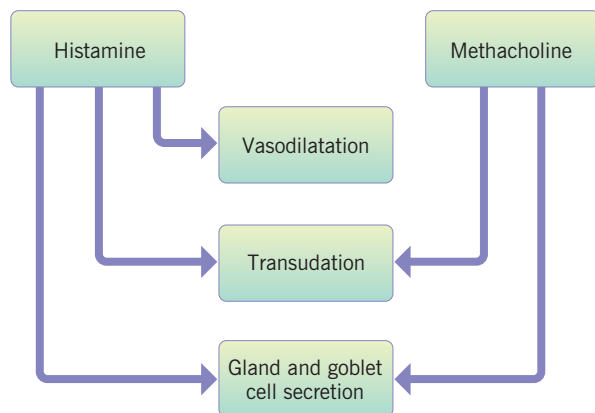 Histamine
Methacholine
Vasodilatation
Transudation
Gland and goblet
cell secretion